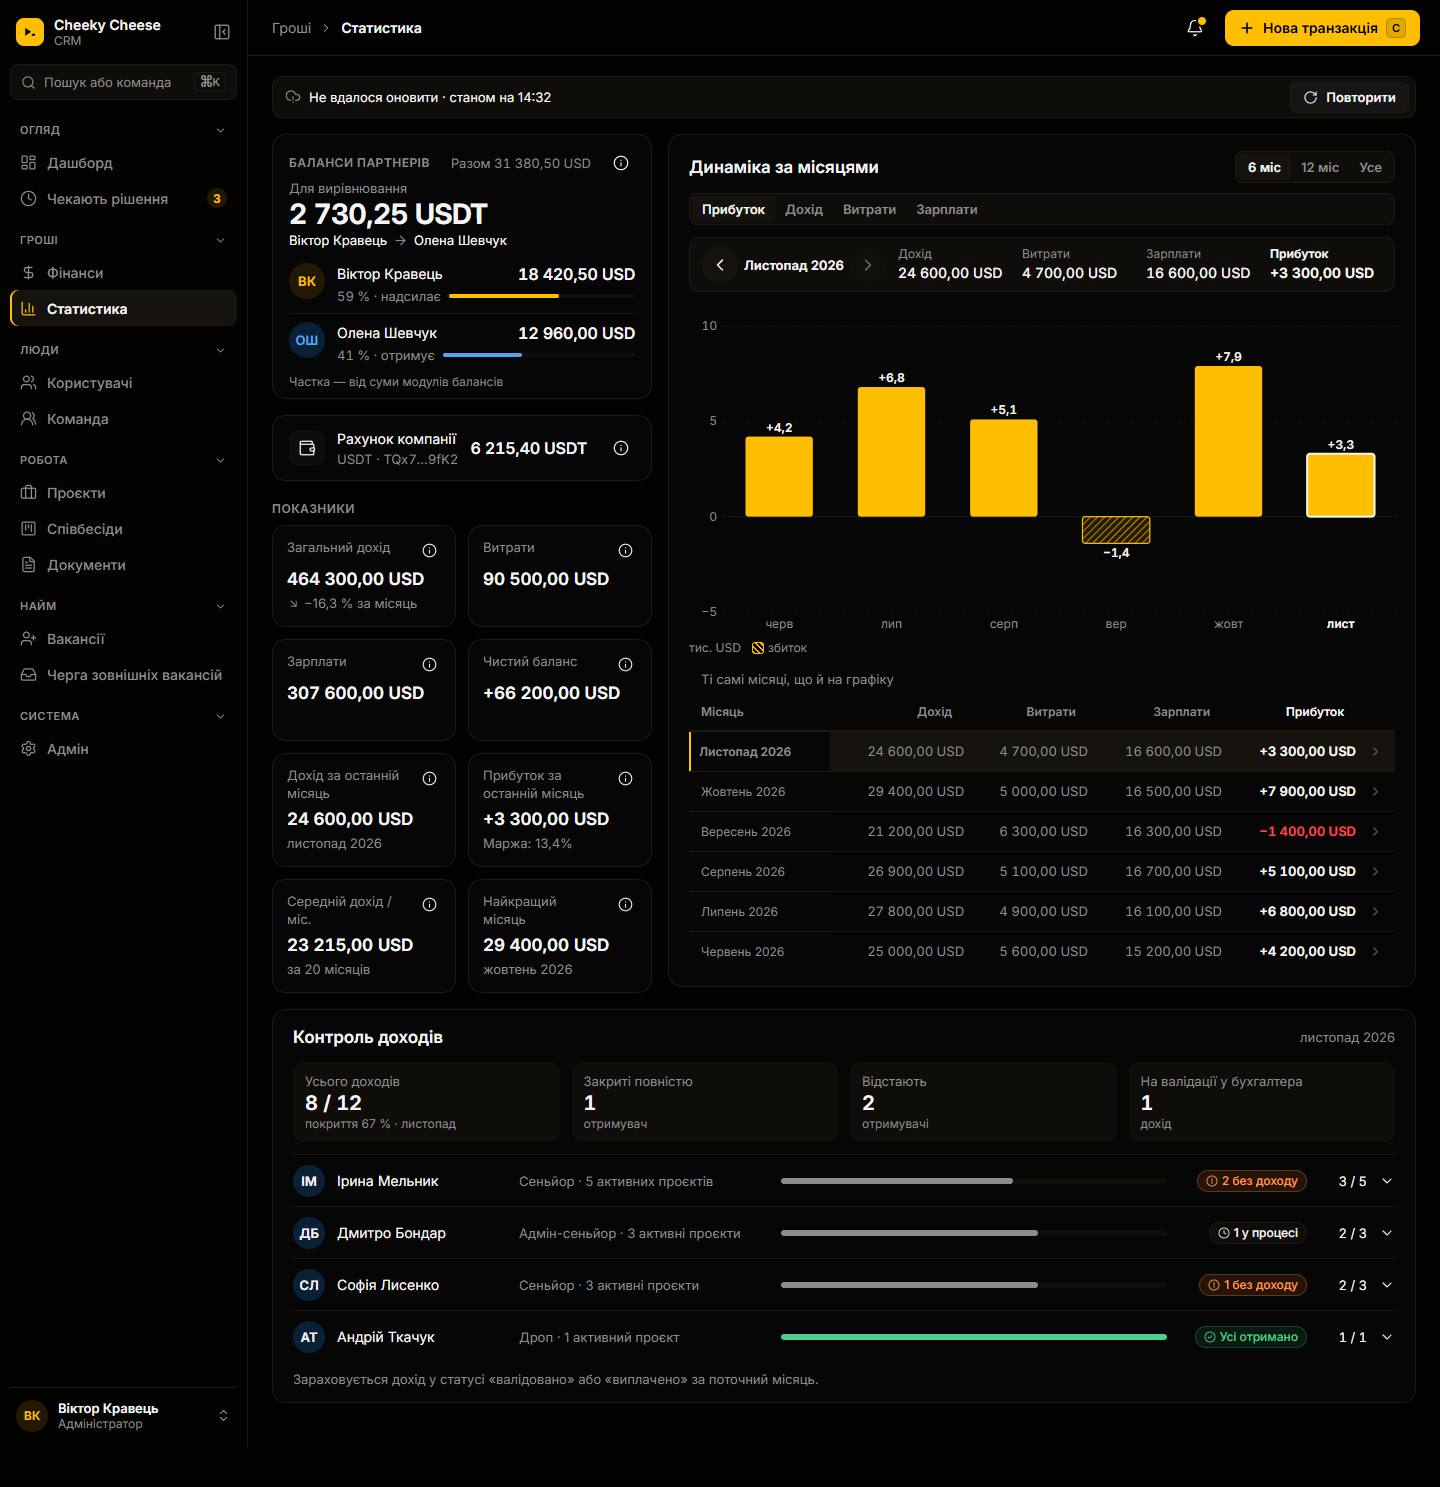 Cheeky Cheese
CRM
Пошук або команда ⌘K
ОГЛЯД
Дашборд
Чекають рішення 3
ГРОШІ
Фінанси
Статистика
ЛЮДИ
Користувачі
Команда
РОБОТА
Проєкти
Співбесіди
Документи
НАЙМ
Вакансії
Черга зовнішніх вакансій
СИСТЕМА
Адмін
ВК Віктор Кравець
Адміністратор
Гроші Статистика
Нова транзакція C
Не вдалося оновити · станом на 14:32
Повторити
БАЛАНСИ ПАРТНЕРІВ Разом 31 380,50 USD
Для вирівнювання
2 730,25 USDT
Віктор Кравець → Олена Шевчук
ВК Віктор Кравець 18 420,50 USD
59 % · надсилає
ОШ Олена Шевчук 12 960,00 USD
41 % · отримує
Частка — від суми модулів балансів
Рахунок компанії 6 215,40 USDT
USDT · TQx7…9fK2
ПОКАЗНИКИ
Загальний дохід
464 300,00 USD
−16,3 % за місяць
Витрати
90 500,00 USD
Зарплати
307 600,00 USD
Чистий баланс
+66 200,00 USD
Дохід за останній
місяць
24 600,00 USD
листопад 2026
Прибуток за
останній місяць
+3 300,00 USD
Маржа: 13,4%
Середній дохід /
міс.
23 215,00 USD
за 20 місяців
Найкращий
місяць
29 400,00 USD
жовтень 2026
Динаміка за місяцями
6 міс 12 міс Усе
Прибуток Дохід Витрати Зарплати
Листопад 2026
Дохід
24 600,00 USD
Витрати
4 700,00 USD
Зарплати
16 600,00 USD
Прибуток
+3 300,00 USD
10
5
0
−5
+4,2
+6,8
+5,1
−1,4
+7,9
+3,3
черв лип серп вер жовт лист
тис. USD збиток
Ті самі місяці, що й на графіку
Місяць Дохід Витрати Зарплати Прибуток
Листопад 2026 24 600,00 USD 4 700,00 USD 16 600,00 USD +3 300,00 USD
Жовтень 2026 29 400,00 USD 5 000,00 USD 16 500,00 USD +7 900,00 USD
Вересень 2026 21 200,00 USD 6 300,00 USD 16 300,00 USD −1 400,00 USD
Серпень 2026 26 900,00 USD 5 100,00 USD 16 700,00 USD +5 100,00 USD
Липень 2026 27 800,00 USD 4 900,00 USD 16 100,00 USD +6 800,00 USD
Червень 2026 25 000,00 USD 5 600,00 USD 15 200,00 USD +4 200,00 USD
Контроль доходів листопад 2026
Усього доходів
8 / 12
покриття 67 % · листопад
Закриті повністю
1
отримувач
Відстають
2
отримувачі
На валідації у бухгалтера
1
дохід
ІМ Ірина Мельник Сеньйор · 5 активних проєктів 2 без доходу 3 / 5
ДБ Дмитро Бондар Адмін-сеньйор · 3 активні проєкти 1 у процесі 2 / 3
СЛ Софія Лисенко Сеньйор · 3 активні проєкти 1 без доходу 2 / 3
АТ Андрій Ткачук Дроп · 1 активний проєкт Усі отримано 1 / 1
Зараховується дохід у статусі «валідовано» або «виплачено» за поточний місяць.